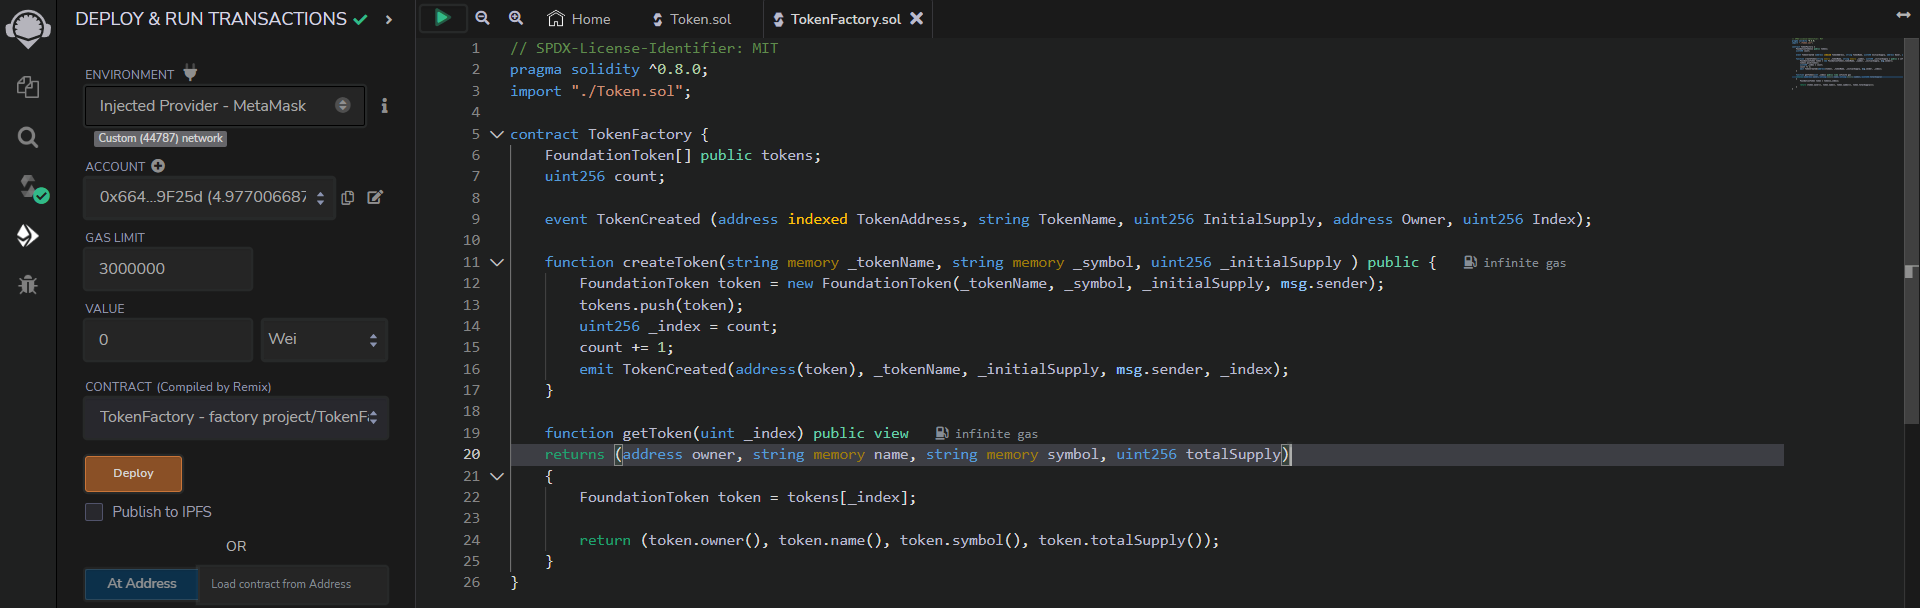 DEPLOY & RUN TRANSACTIONS
ENVIRONMENT
Injected Provider - MetaMask
Custom (44787) network
ACCOUNT
0x664...9F25d (4.977006687
GAS LIMIT
3000000
VALUE
0
Wei
CONTRACT (Compiled by Remix)
TokenFactory - factory project/TokenFa
Deploy
Publish to IPFS
OR
At Address
Load contract from Address
Home
Token.sol
TokenFactory.sol
1 // SPDX-License-Identifier: MIT
2 pragma solidity ^0.8.0;
3 import "./Token.sol";
4
5 contract TokenFactory {
6 FoundationToken[] public tokens;
7 uint256 count;
8
9 event TokenCreated (address indexed TokenAddress, string TokenName, uint256 InitialSupply, address Owner, uint256 Index);
10
11 function createToken(string memory _tokenName, string memory _symbol, uint256 _initialSupply ) public { infinite gas
12 FoundationToken token = new FoundationToken(_tokenName, _symbol, _initialSupply, msg.sender);
13 tokens.push(token);
14 uint256 _index = count;
15 count += 1;
16 emit TokenCreated(address(token), _tokenName, _initialSupply, msg.sender, _index);
17 }
18
19 function getToken(uint _index) public view infinite gas
20 returns (address owner, string memory name, string memory symbol, uint256 totalSupply)
21 {
22 FoundationToken token = tokens[_index];
23
24 return (token.owner(), token.name(), token.symbol(), token.totalSupply());
25 }
26 }